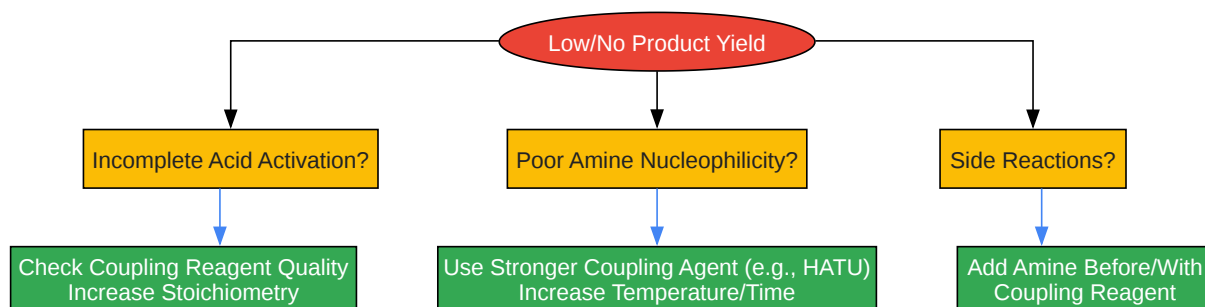 Low/No Product Yield
Incomplete Acid Activation?
Poor Amine Nucleophilicity?
Side Reactions?
Check Coupling Reagent Quality
Increase Stoichiometry
Use Stronger Coupling Agent (e.g., HATU)
Increase Temperature/Time
Add Amine Before/With
Coupling Reagent